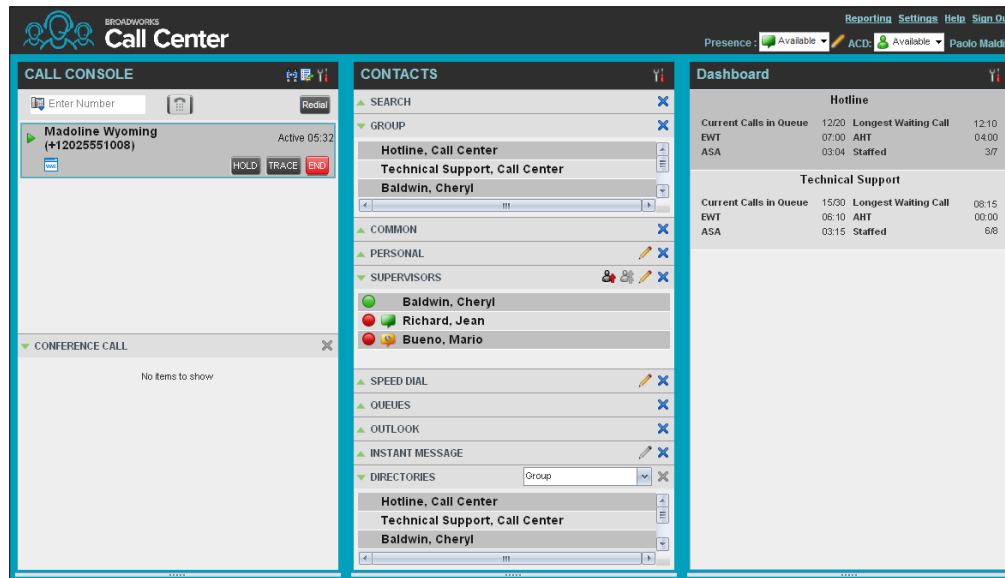 BROADWORKS
Call Center
Reporting Settings Help Sign Ou
Presence: Available ACD: Available Paolo Maldi
CALL CONSOLE
Enter Number Redial
Madoline Wyoming
(+12025551008)
Active 05:32
HOLD TRACE END
CONFERENCE CALL
No items to show
CONTACTS
SEARCH
GROUP
Hotline, Call Center
Technical Support, Call Center
Baldwin, Cheryl
COMMON
PERSONAL
SUPERVISORS
Baldwin, Cheryl
Richard, Jean
Bueno, Mario
SPEED DIAL
QUEUES
OUTLOOK
INSTANT MESSAGE
DIRECTORIES Group
Hotline, Call Center
Technical Support, Call Center
Baldwin, Cheryl
Dashboard
Hotline
Current Calls in Queue 12/20 Longest Waiting Call 12:10
EWT 07:00 AHT 04:00
ASA 03:04 Staffed 3/7
Technical Support
Current Calls in Queue 15/30 Longest Waiting Call 08:15
EWT 06:10 AHT 00:00
ASA 03:15 Staffed 6/8